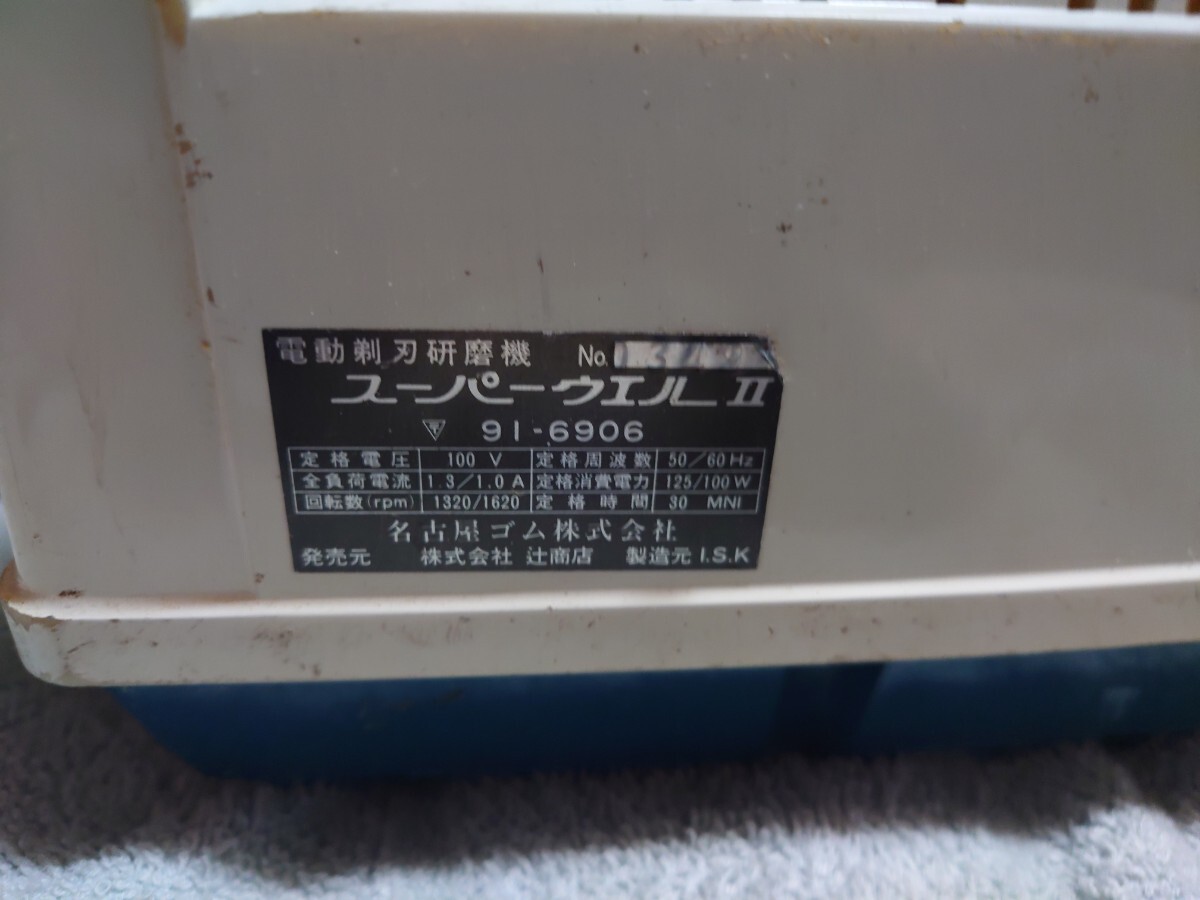 電動剃刃研磨機 No.
スーパーウエルII
〒 91-6906
定格電圧 100 V 定格周波数 50/60Hz
全負荷電流 1.3/1.0A 定格消費電力 125/100W
回転数(rpm) 1320/1620 定格時間 30 MNI
名古屋ゴム株式会社
発売元 株式会社 辻商店 製造元 I.S.K